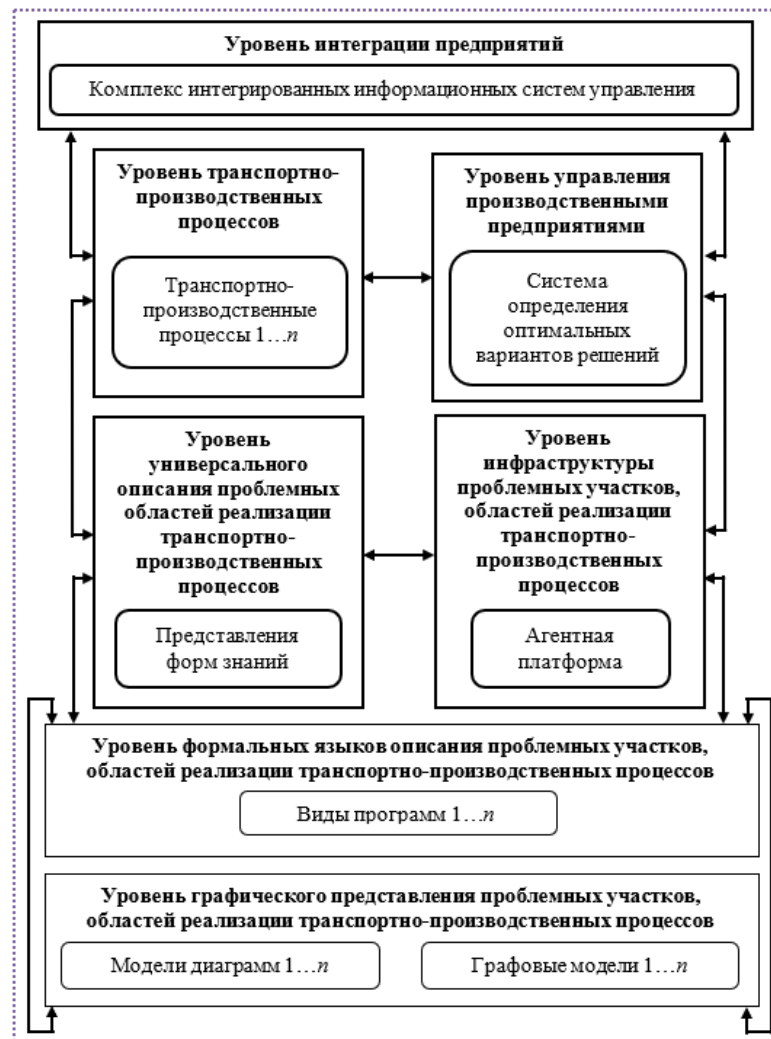 Уровень интеграции предприятий
Комплекс интегрированных информационных систем управления
Уровень транспортно-
производственных
процессов
Транспортно-
производственные
процессы 1…n
Уровень управления
производственными
предприятиями
Система
определения
оптимальных
вариантов решений
Уровень
универсального
описания проблемных
областей реализации
транспортно-
производственных
процессов
Представления
форм знаний
Уровень
инфраструктуры
проблемных участков,
областей реализации
транспортно-
производственных
процессов
Агентная
платформа
Уровень формальных языков описания проблемных участков,
областей реализации транспортно-производственных процессов
Виды программ 1…n
Уровень графического представления проблемных участков,
областей реализации транспортно-производственных процессов
Модели диаграмм 1…n
Графовые модели 1…n